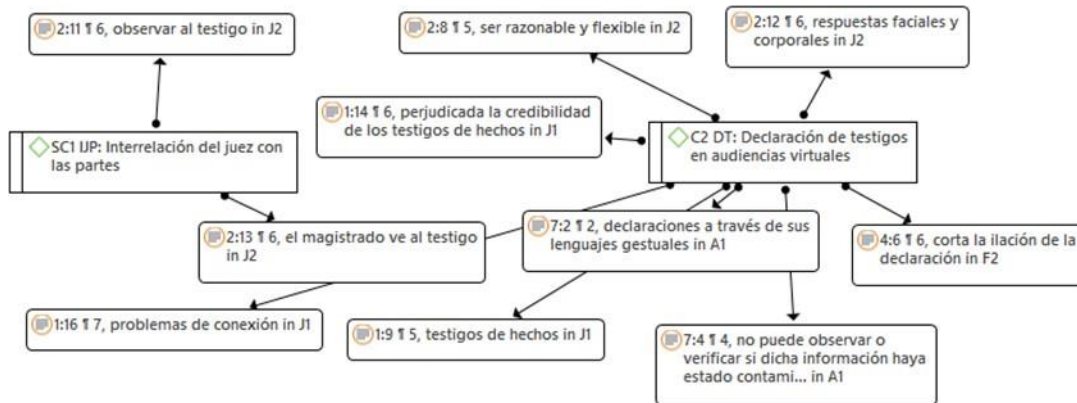 2:11 ¶ 6, observar al testigo in J2
2:8 ¶ 5, ser razonable y flexible in J2
2:12 ¶ 6, respuestas faciales y
corporales in J2
1:14 ¶ 6, perjudicada la credibilidad
de los testigos de hechos in J1
SC1 IJP: Interrelación del juez con
las partes
C2 DT: Declaración de testigos
en audiencias virtuales
2:13 ¶ 6, el magistrado ve al testigo
in J2
7:2 ¶ 2, declaraciones a través de sus
lenguajes gestuales in A1
4:6 ¶ 6, corta la ilación de la
declaración in F2
1:16 ¶ 7, problemas de conexión in J1
1:9 ¶ 5, testigos de hechos in J1
7:4 ¶ 4, no puede observar o
verificar si dicha información haya
estado contami... in A1